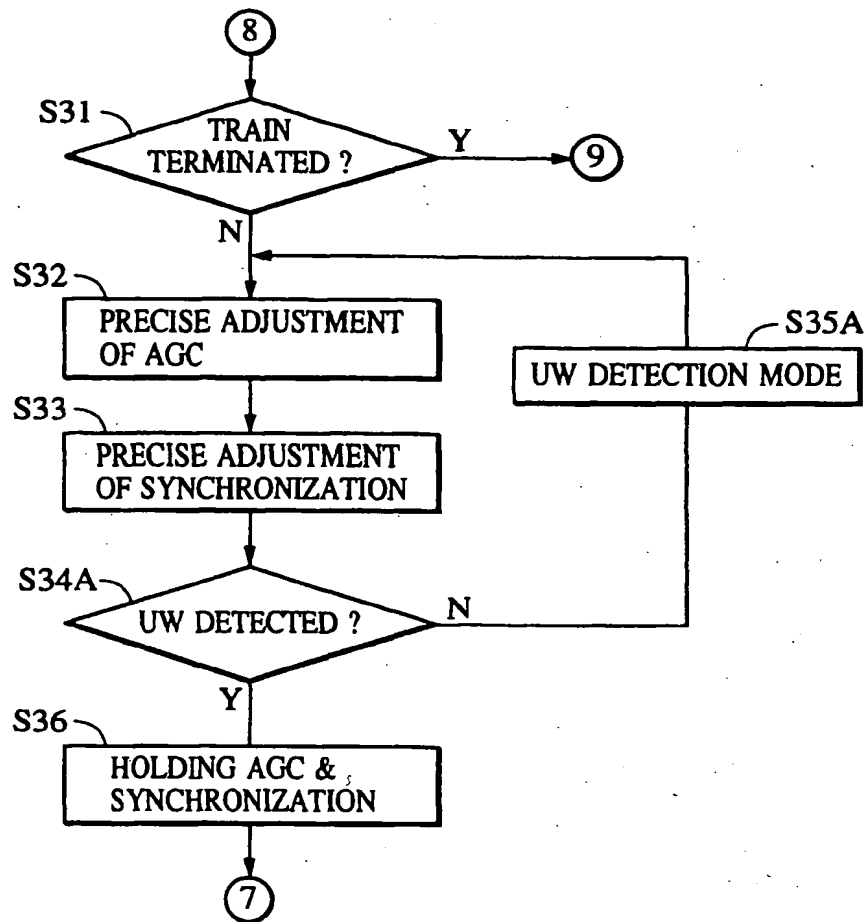 8
S31
TRAIN
TERMINATED ?
Y
9
N
S32
PRECISE ADJUSTMENT
OF AGC
S35A
UW DETECTION MODE
S33
PRECISE ADJUSTMENT
OF SYNCHRONIZATION
S34A
UW DETECTED ?
N
Y
S36
HOLDING AGC &
SYNCHRONIZATION
7